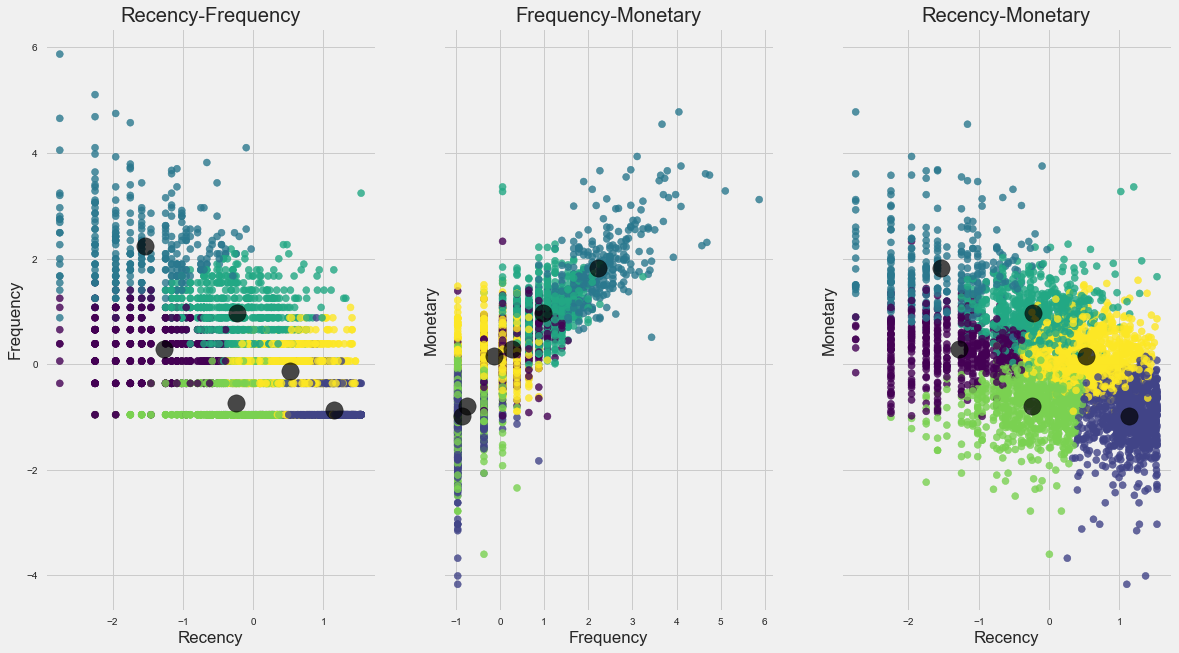 Recency-Frequency
Frequency-Monetary
Recency-Monetary
6
4
2
0
−2
−4
Frequency
Monetary
Monetary
−2 −1 0 1
−1 0 1 2 3 4 5 6
−2 −1 0 1
Recency
Frequency
Recency